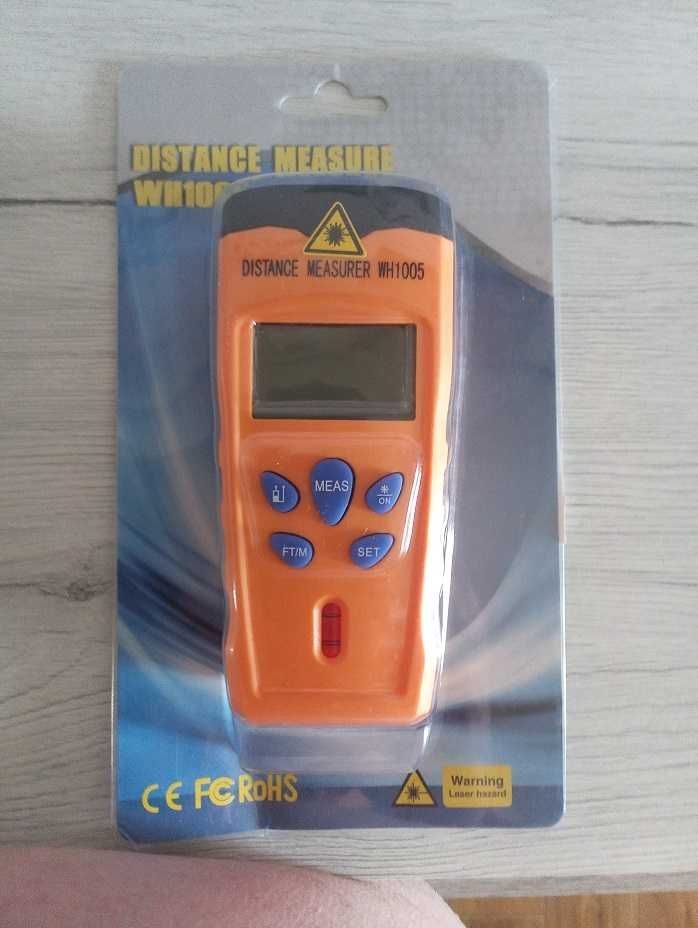 DISTANCE MEASURE
DISTANCE MEASURER WH1005
MEAS
ON
FT/M
SET
CE FC RoHS
Warning
Laser hazard